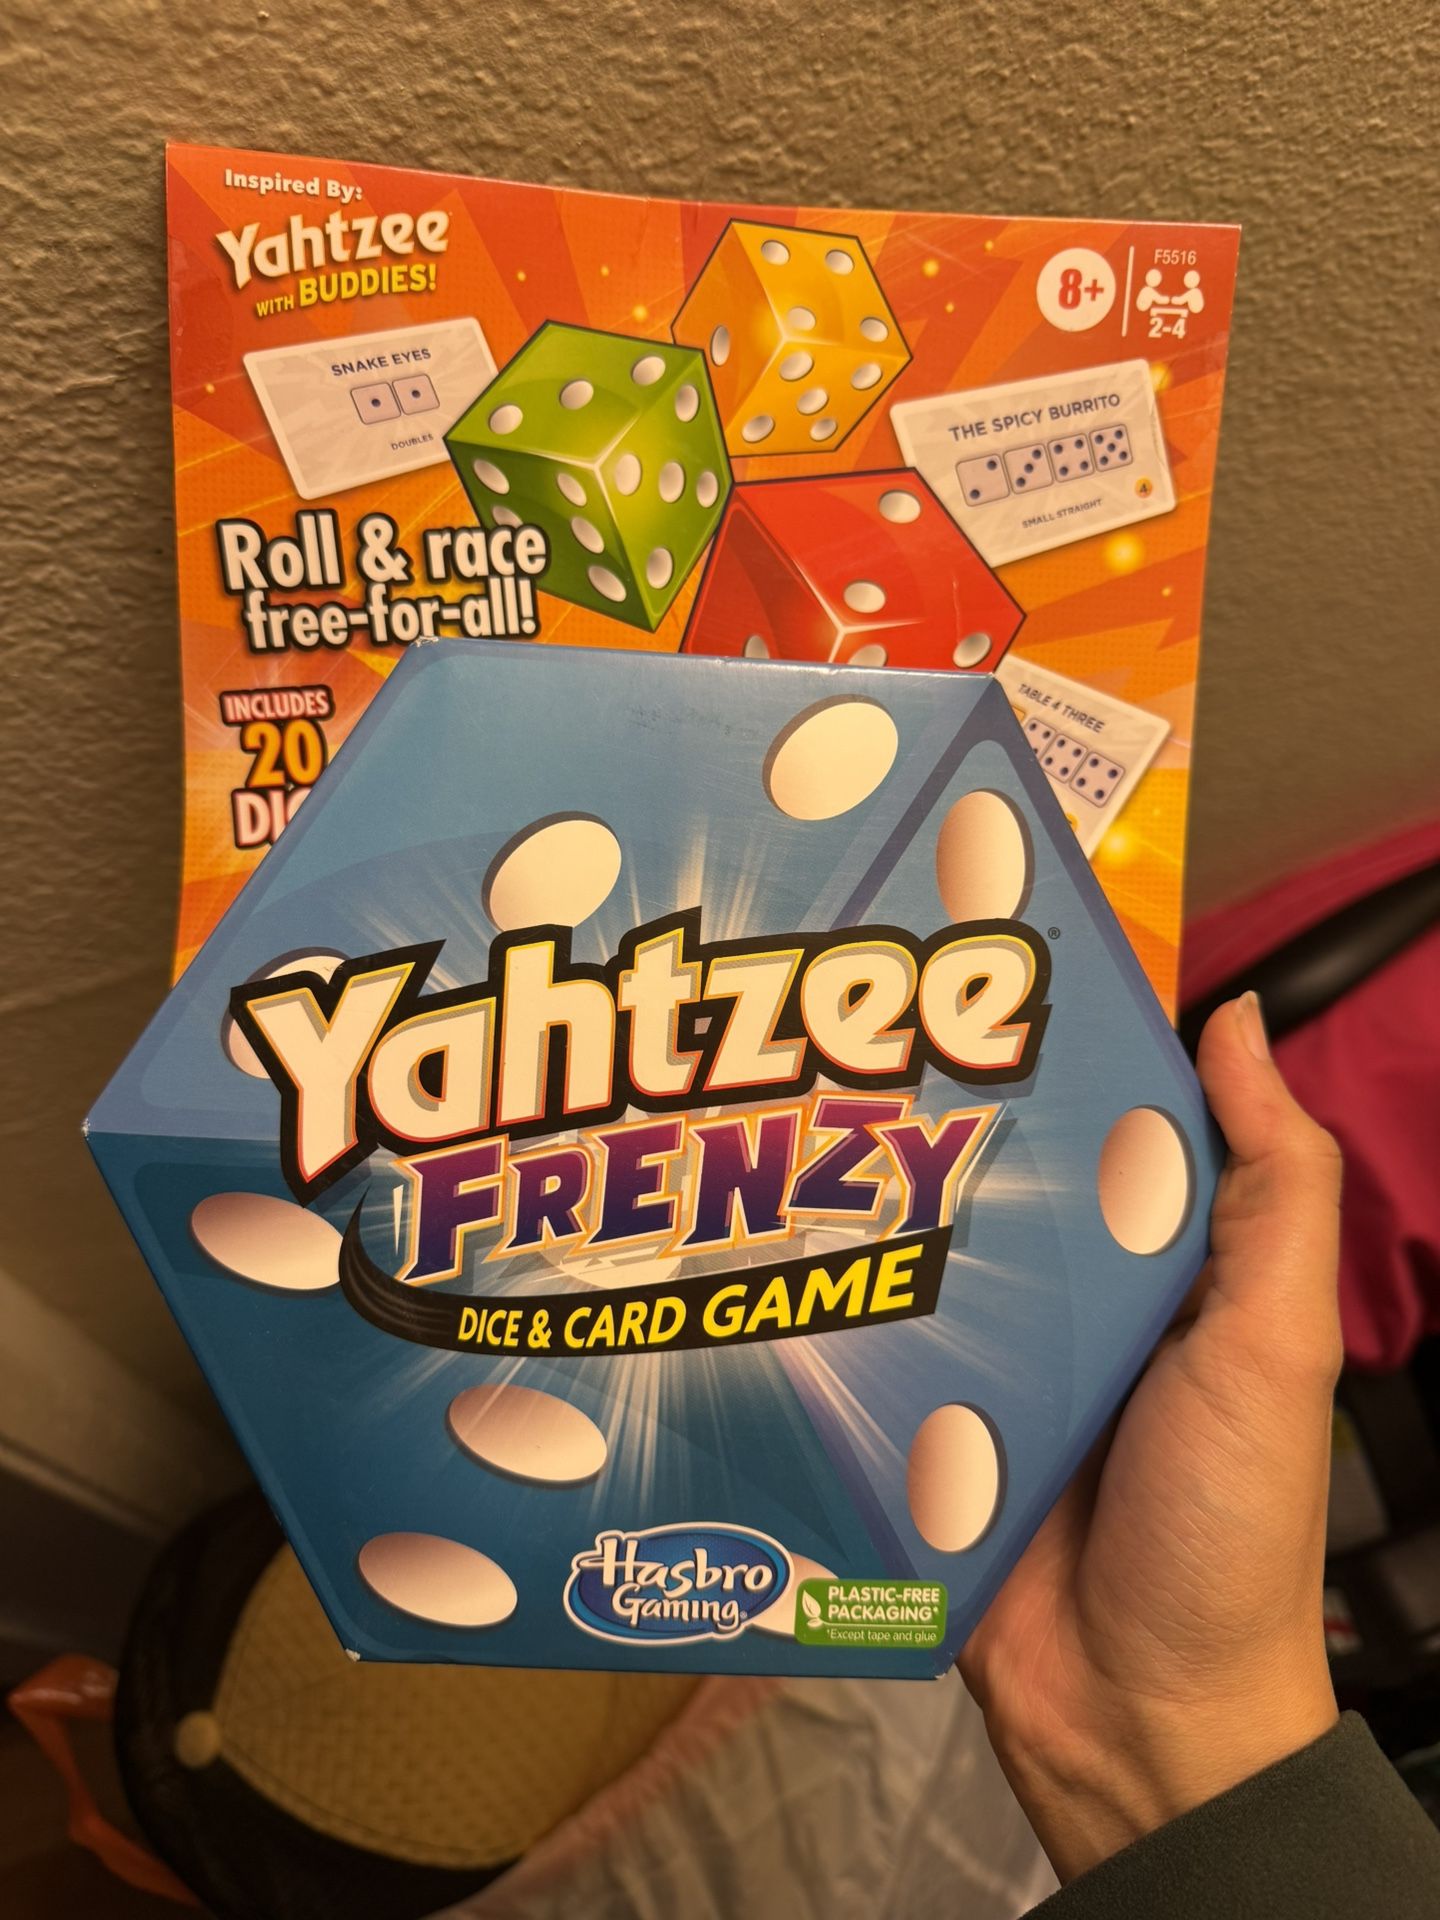 Inspired By:
Yahtzee
WITH BUDDIES!
8+
F5516
2-4
SNAKE EYES
DOUBLES
THE SPICY BURRITO
4
SMALL STRAIGHT
Roll & race
free-for-all!
INCLUDES
20
TABLE 4 THREE
Yahtzee®
FRENZY
DICE & CARD GAME
Hasbro
Gaming®
PLASTIC-FREE
PACKAGING*
*Except tape and glue